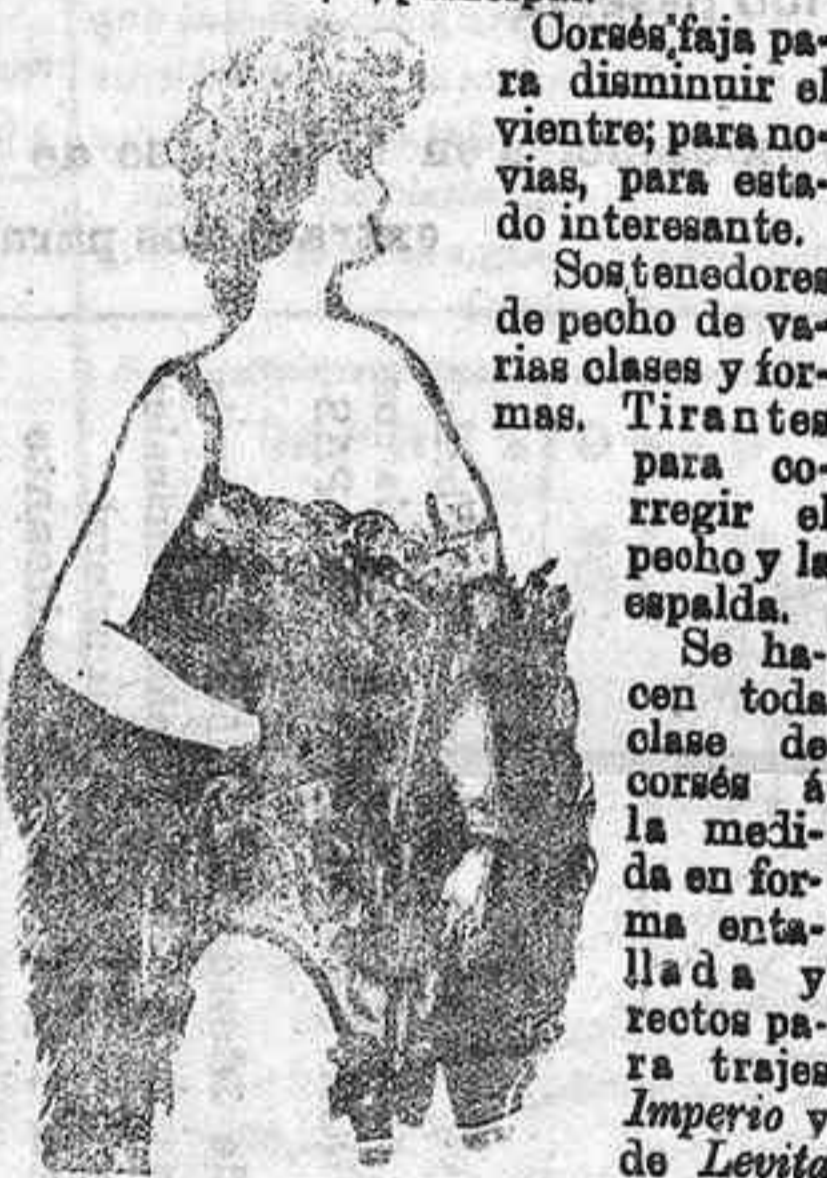 Corsés faja pa-
ra disminuir el
vientre; para no-
vias, para esta-
do interesante.
Sostenedores
de pecho de va-
rias clases y for-
mas. Tirantes
para co-
rregir el
pecho y la
espalda.
Se ha-
cen toda
clase de
corsés á
la medi-
da en for-
ma enta-
llada y
rectos pa-
ra trajes
Imperio y
de Levita